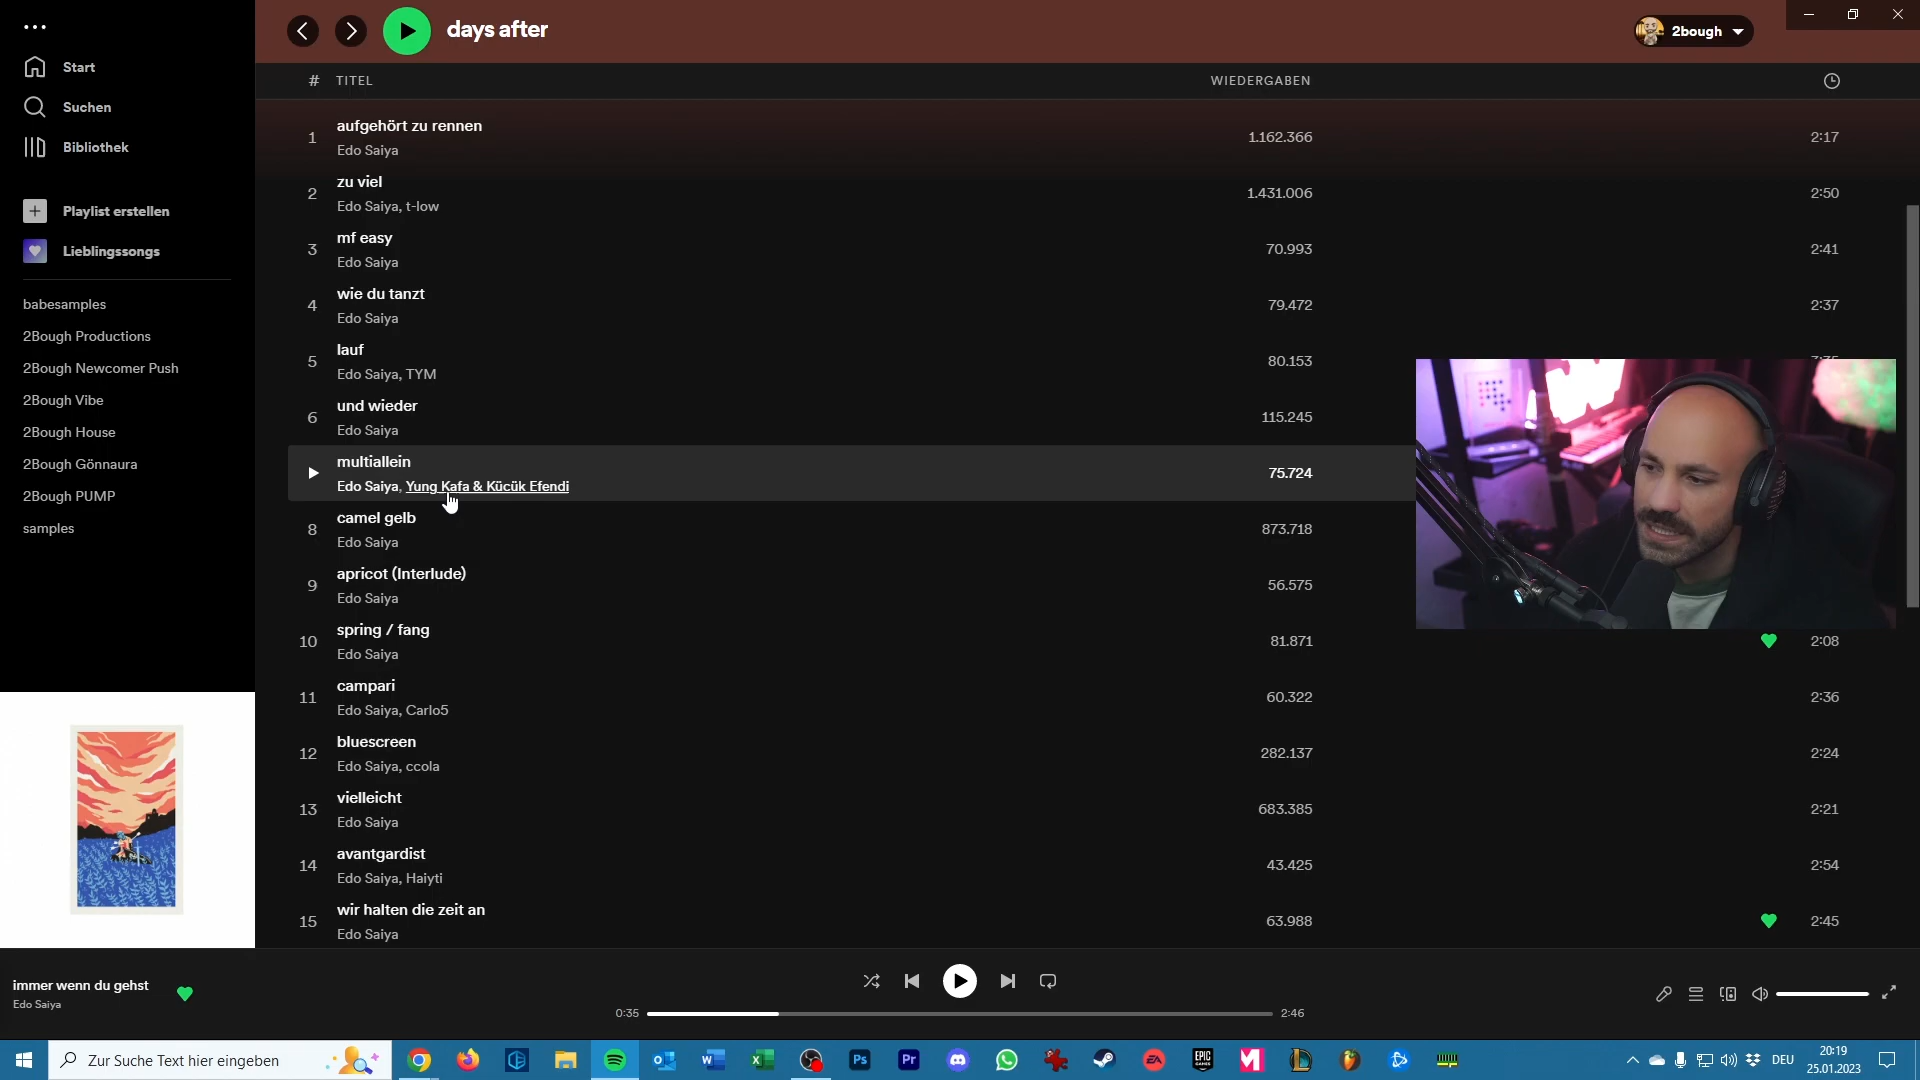 days after
2bough
Start
Suchen
Bibliothek
Playlist erstellen
Lieblingssongs
babesamples
2Bough Productions
2Bough Newcomer Push
2Bough Vibe
2Bough House
2Bough Gönnaura
2Bough PUMP
samples
# TITEL WIEDERGABEN
1 aufgehört zu rennen 1.162.366 2:17
Edo Saiya
2 zu viel 1.431.006 2:50
Edo Saiya, t-low
3 mf easy 70.993 2:41
Edo Saiya
4 wie du tanzt 79.472 2:37
Edo Saiya
5 lauf 80.153
Edo Saiya, TYM
6 und wieder 115.245
Edo Saiya
multiallein 75.724
Edo Saiya, Yung Kafa & Kücük Efendi
8 camel gelb 873.718
Edo Saiya
9 apricot (Interlude) 56.575
Edo Saiya
10 spring / fang 81.871 2:08
Edo Saiya
11 campari 60.322 2:36
Edo Saiya, Carlo5
12 bluescreen 282.137 2:24
Edo Saiya, ccola
13 vielleicht 683.385 2:21
Edo Saiya
14 avantgardist 43.425 2:54
Edo Saiya, Haiyti
15 wir halten die zeit an 63.988 2:45
Edo Saiya
immer wenn du gehst
Edo Saiya
0:35 2:46
Zur Suche Text hier eingeben
Ps
Pr
EA
EPIC GAMES
DEU
20:19
25.01.2023